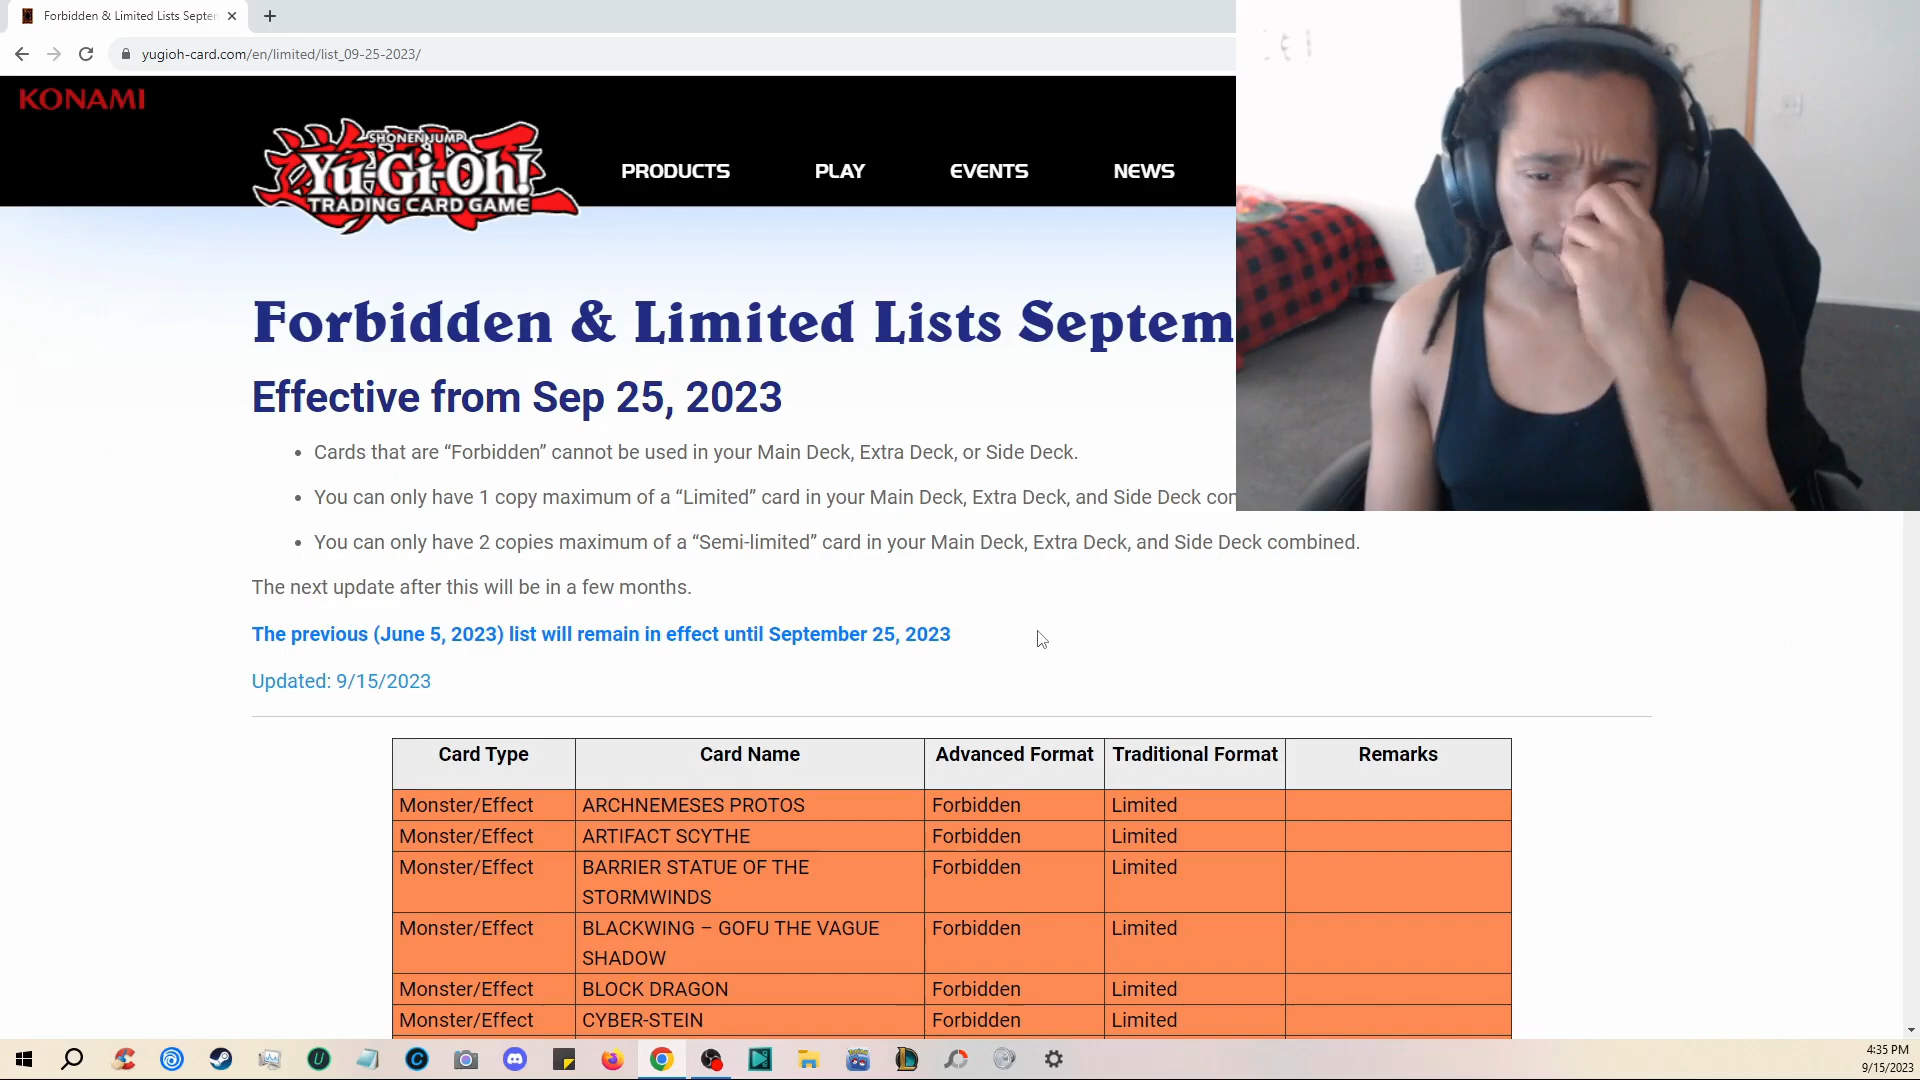 Forbidden & Limited Lists Septem
yugioh-card.com/en/limited/list_09-25-2023/
KONAMI
SHONEN JUMP
Yu-Gi-Oh!
TRADING CARD GAME
PRODUCTS PLAY EVENTS NEWS
Forbidden & Limited Lists Septem
Effective from Sep 25, 2023
• Cards that are “Forbidden” cannot be used in your Main Deck, Extra Deck, or Side Deck.
• You can only have 1 copy maximum of a “Limited” card in your Main Deck, Extra Deck, and Side Deck con
• You can only have 2 copies maximum of a “Semi-limited” card in your Main Deck, Extra Deck, and Side Deck combined.
The next update after this will be in a few months.
The previous (June 5, 2023) list will remain in effect until September 25, 2023
Updated: 9/15/2023
Card Type Card Name Advanced Format Traditional Format Remarks
Monster/Effect ARCHNEMESES PROTOS Forbidden Limited
Monster/Effect ARTIFACT SCYTHE Forbidden Limited
Monster/Effect BARRIER STATUE OF THE Forbidden Limited
STORMWINDS
Monster/Effect BLACKWING – GOFU THE VAGUE Forbidden Limited
SHADOW
Monster/Effect BLOCK DRAGON Forbidden Limited
Monster/Effect CYBER-STEIN Forbidden Limited
4:35 PM
9/15/2023